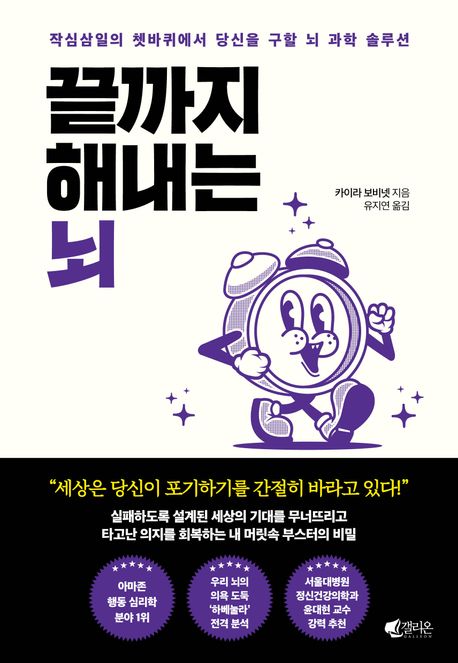 작심삼일의 쳇바퀴에서 당신을 구할 뇌 과학 솔루션
끝까지
해내는
뇌
카이라 보비넷 지음
유지연 옮김
“세상은 당신이 포기하기를 간절히 바라고 있다!”
실패하도록 설계된 세상의 기대를 무너뜨리고
타고난 의지를 회복하는 내 머릿속 부스터의 비밀
아마존
행동 심리학
분야 1위
우리 뇌의
의욕 도둑
‘하베눌라’
전격 분석
서울대병원
정신건강의학과
윤대현 교수
강력 추천
갤리온
GALLEON